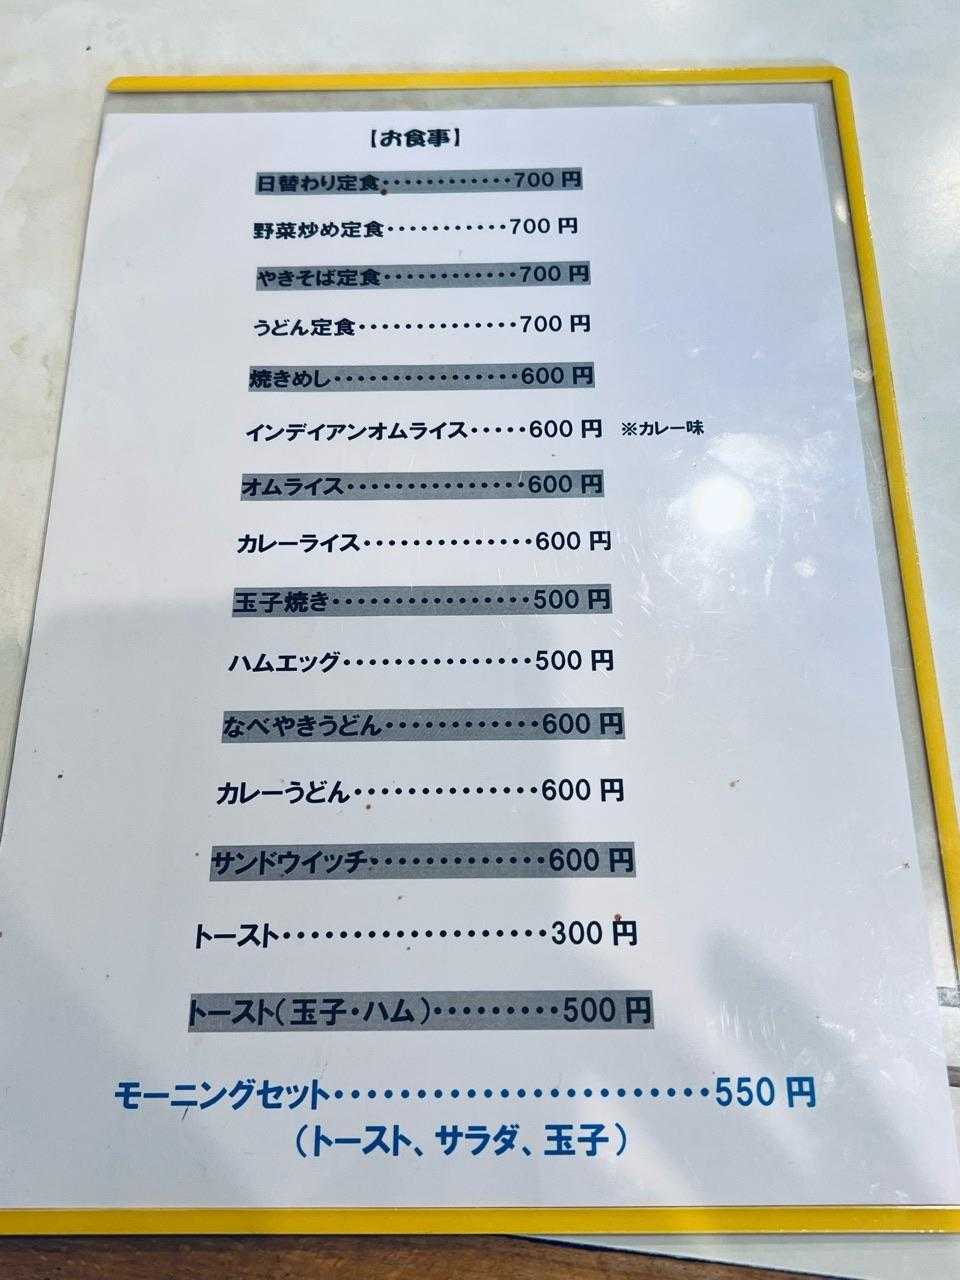 【お食事】
日替わり定食・・・・・・・・・・・・700円
野菜炒め定食・・・・・・・・・・・700円
やきそば定食・・・・・・・・・・・・700円
うどん定食・・・・・・・・・・・・・・700円
焼きめし・・・・・・・・・・・・・・・・600円
インデイアンオムライス・・・・・600円 ※カレー味
オムライス・・・・・・・・・・・・・・・600円
カレーライス・・・・・・・・・・・・・・600円
玉子焼き・・・・・・・・・・・・・・・・500円
ハムエッグ・・・・・・・・・・・・・・・500円
なべやきうどん・・・・・・・・・・・・600円
カレーうどん・・・・・・・・・・・・・・600円
サンドウイッチ・・・・・・・・・・・・・600円
トースト・・・・・・・・・・・・・・・・・・・300円
トースト(玉子・ハム)・・・・・・・・・500円
モーニングセット・・・・・・・・・・・・・・・・・・・・・・・550円
(トースト、サラダ、玉子)